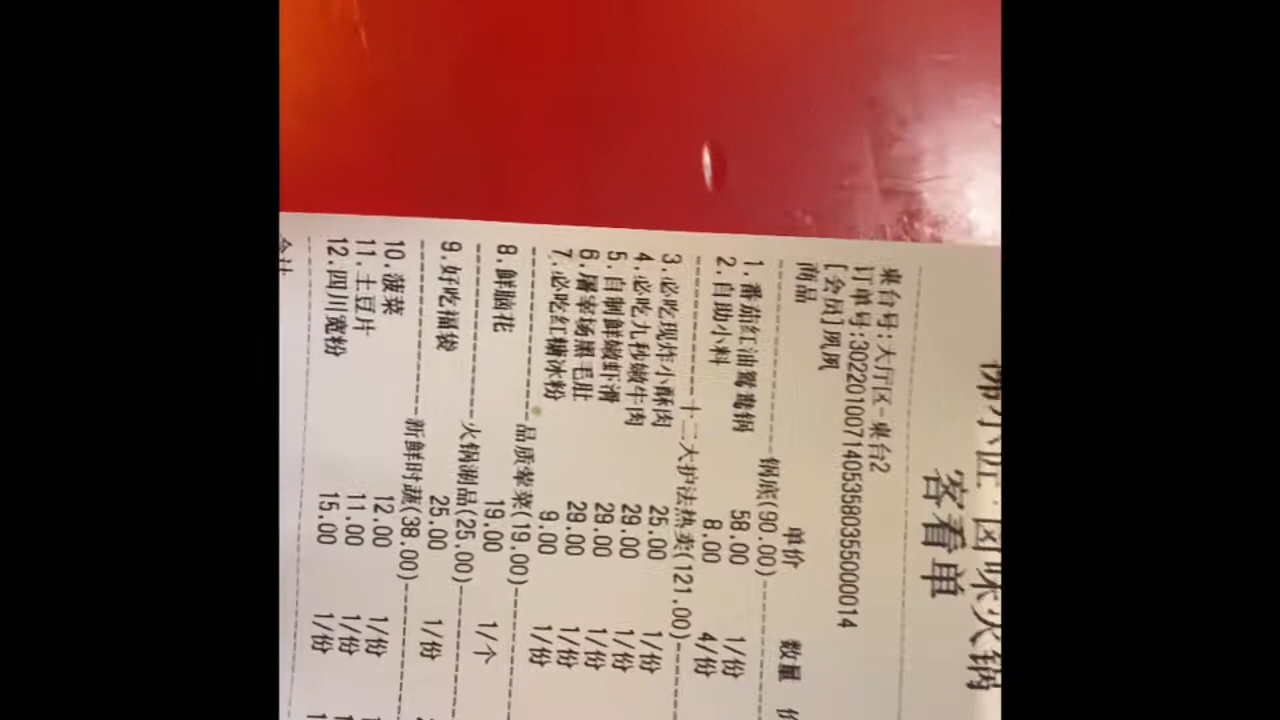 卤味火锅
客看单
桌台号:大厅区-桌台2
订单号:30220100714053580355000014
[会员]凤凤
商品 单价 数量 价
锅底(90.00)
1.番茄红油鸳鸯锅 58.00 1/份
2.自助小料 8.00 4/份
十二大护法热卖(121.00)
3.必吃现炸小酥肉 25.00 1/份
4.必吃九秒嫩牛肉 29.00 1/份
5.自制鲜嫩虾滑 29.00 1/份
6.屠宰场黑毛肚 29.00 1/份
7.必吃红糖冰粉 9.00 1/份
品质荤菜(19.00)
8.鲜脑花 19.00 1/个
火锅涮品(25.00)
9.好吃福袋 25.00 1/份
新鲜时蔬(38.00)
10.菠菜 12.00 1/份
11.土豆片 11.00 1/份
12.四川宽粉 15.00 1/份
合计